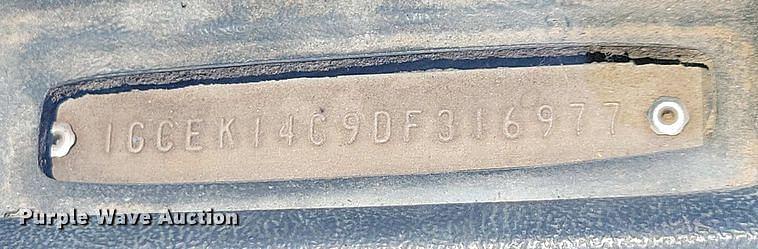 1GCEK14C9DF316977
Purple Wave Auction